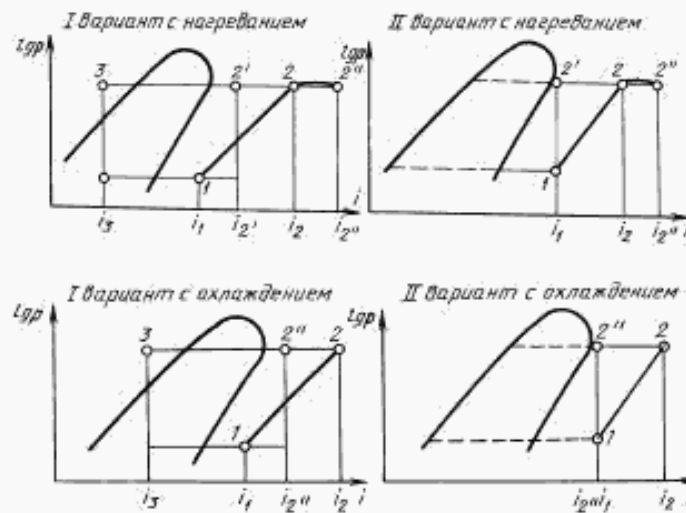 I вариант с нагреванием
lgp
3
2'
2
2"
1
i
i3
i1
i2'
i2
i2"
II вариант с нагреванием
lgp
2'
2
2"
1
i1
i2
i2"
i
I вариант с охлаждением
lgp
3
2"
2
1
i3
i1
i2"
i2
i
II вариант с охлаждением
lgp
2"
2
1
i2"
i1
i2